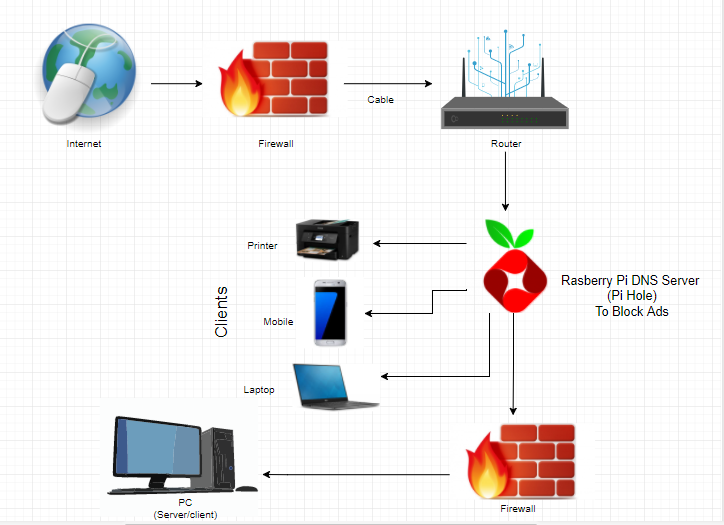 Internet
Firewall
Cable
Router
Printer
Rasberry Pi DNS Server
(Pi Hole)
To Block Ads
Clients
Mobile
Laptop
PC
(Server/client)
Firewall